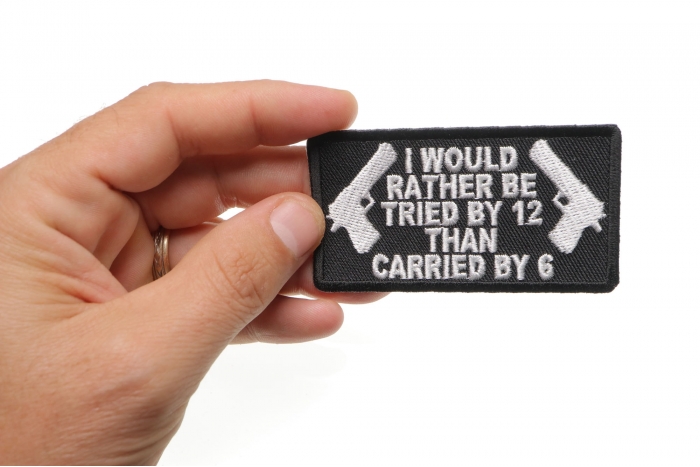 I WOULD
RATHER BE
TRIED BY 12
THAN
CARRIED BY 6